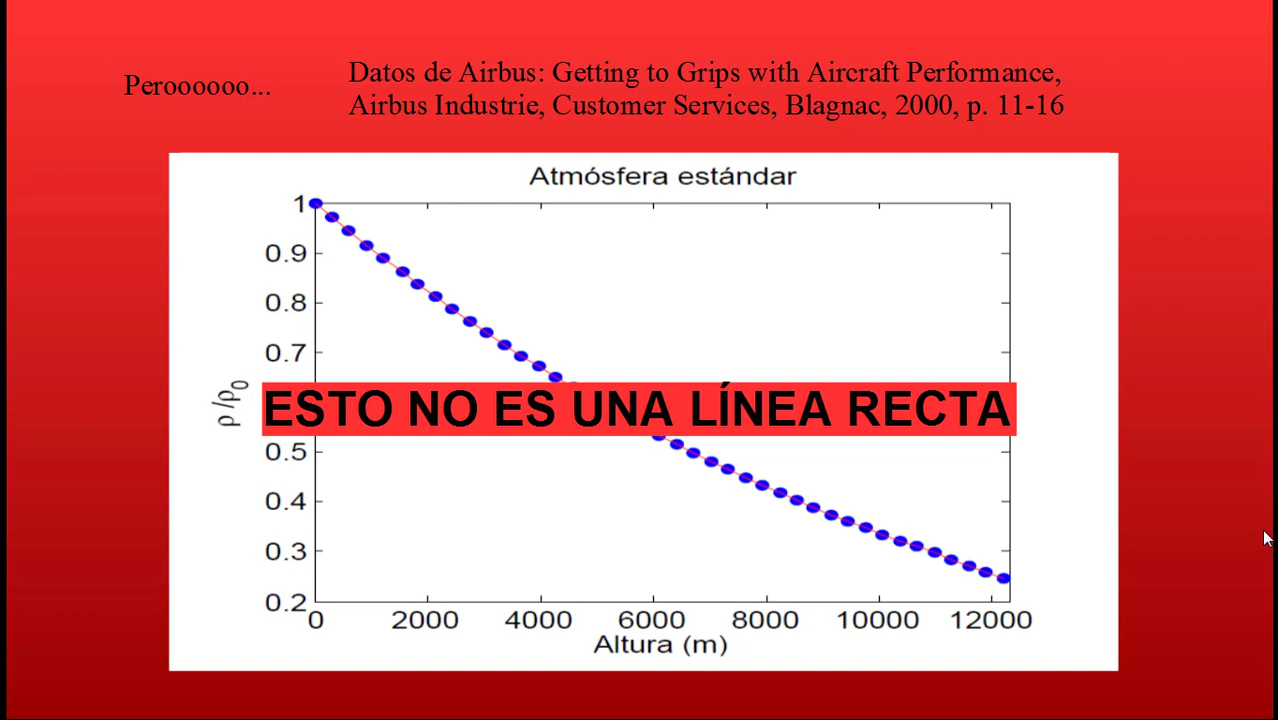 Peroooooo...
Datos de Airbus: Getting to Grips with Aircraft Performance,
Airbus Industrie, Customer Services, Blagnac, 2000, p. 11-16
Atmósfera estándar
1
0.9
0.8
0.7
ρ /ρ0
ESTO NO ES UNA LÍNEA RECTA
0.5
0.4
0.3
0.2
0 2000 4000 6000 8000 10000 12000
Altura (m)